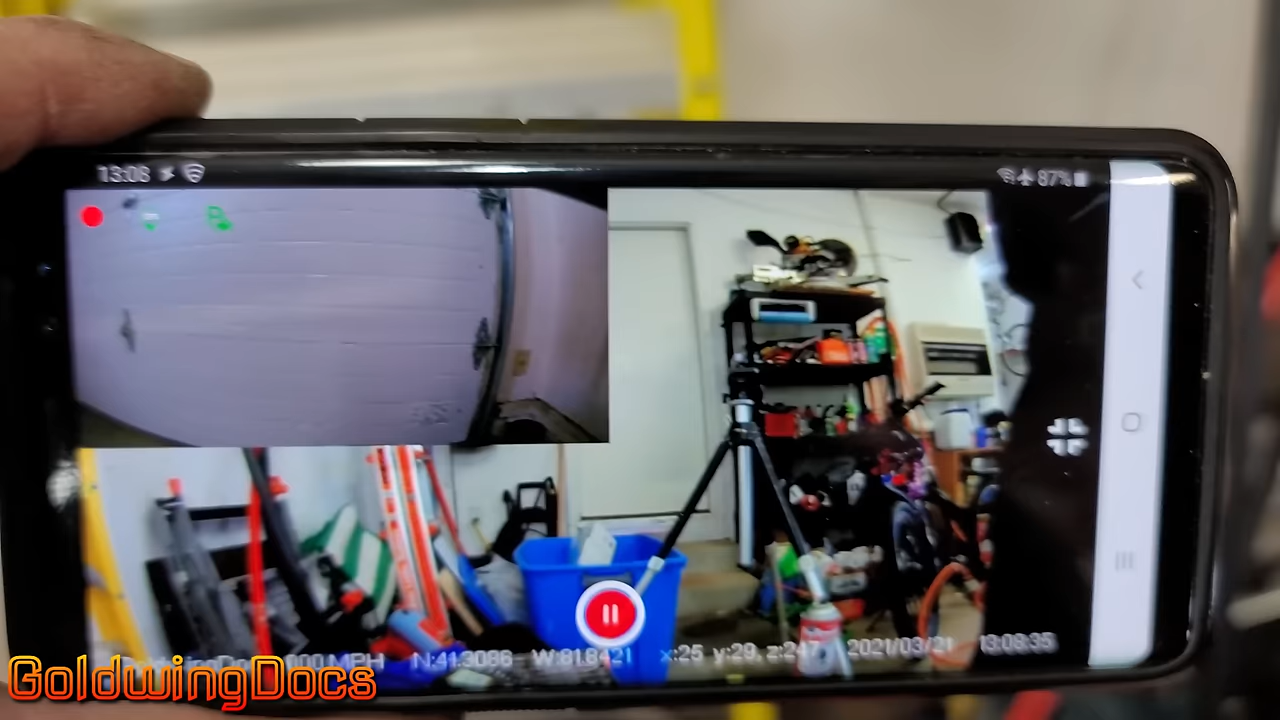 13:08
87%
000 MPH N:41.3086 W:81.8421 x:25 y:29, z:247 2021/03/21 13:08:35
GoldwingDocs